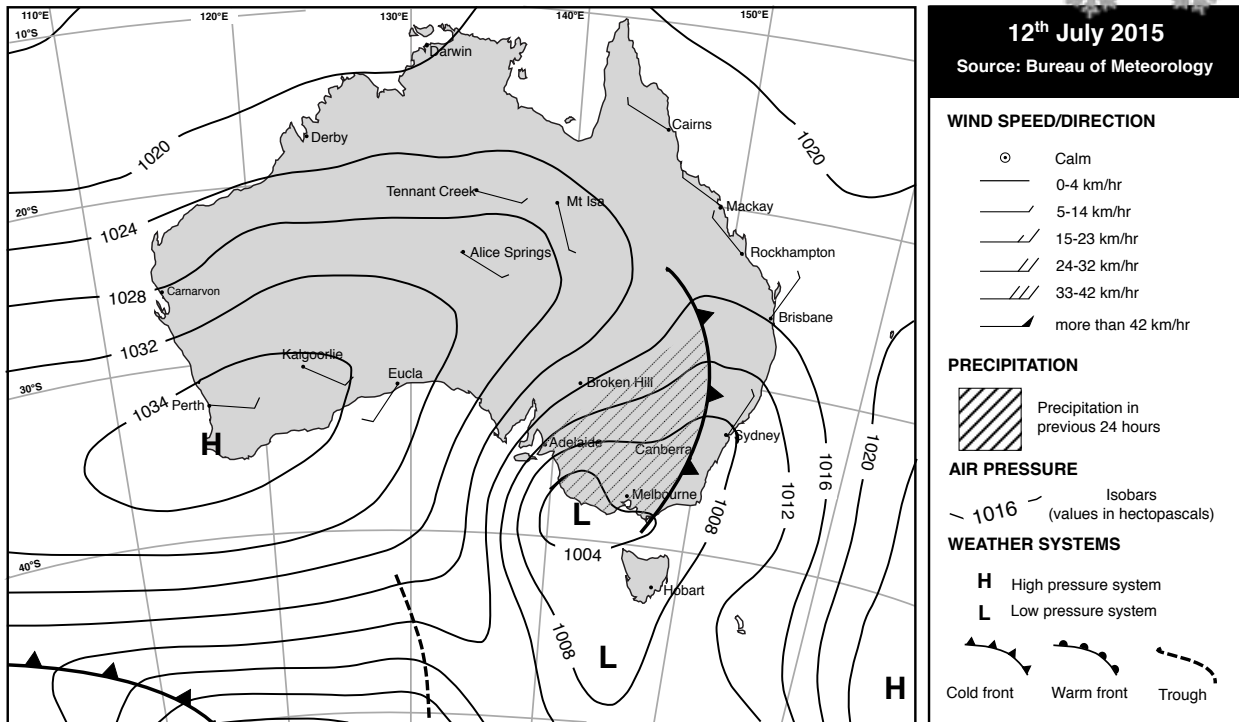 110°E
120°E
130°E
140°E
150°E
10°S
Darwin
Cairns
1020
Derby
1020
Tennant Creek
Mt Isa
Mackay
20°S
1024
Alice Springs
Rockhampton
1028
Carnarvon
Brisbane
1032
Kalgoorlie
Eucla
Broken Hill
30°S
1034
Perth
H
Adelaide
Canberra
Sydney
1020
1016
1012
1008
Melbourne
L
1004
40°S
Hobart
1008
L
H
12th July 2015
Source: Bureau of Meteorology
WIND SPEED/DIRECTION
Calm
0-4 km/hr
5-14 km/hr
15-23 km/hr
24-32 km/hr
33-42 km/hr
more than 42 km/hr
PRECIPITATION
Precipitation in
previous 24 hours
AIR PRESSURE
1016
Isobars
(values in hectopascals)
WEATHER SYSTEMS
H High pressure system
L Low pressure system
Cold front Warm front Trough